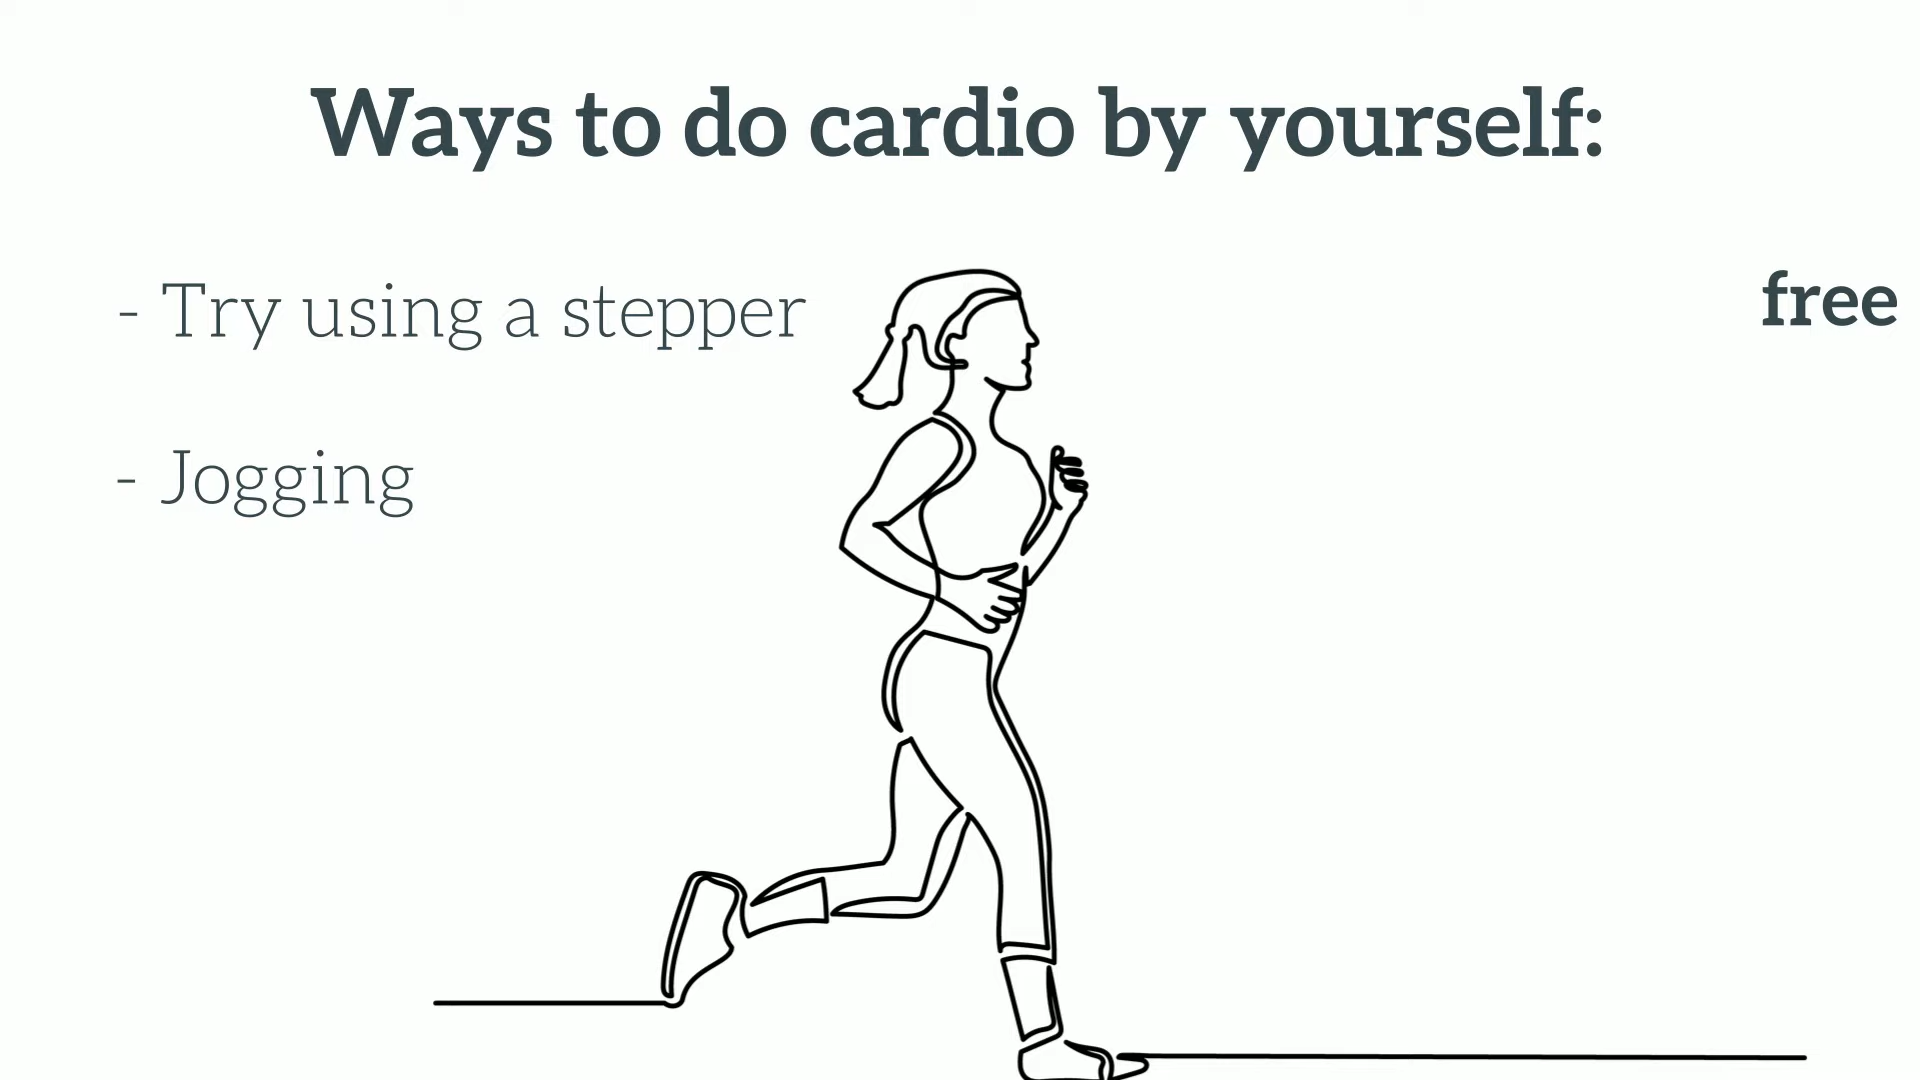 Ways to do cardio by yourself:
- Try using a stepper
free
- Jogging